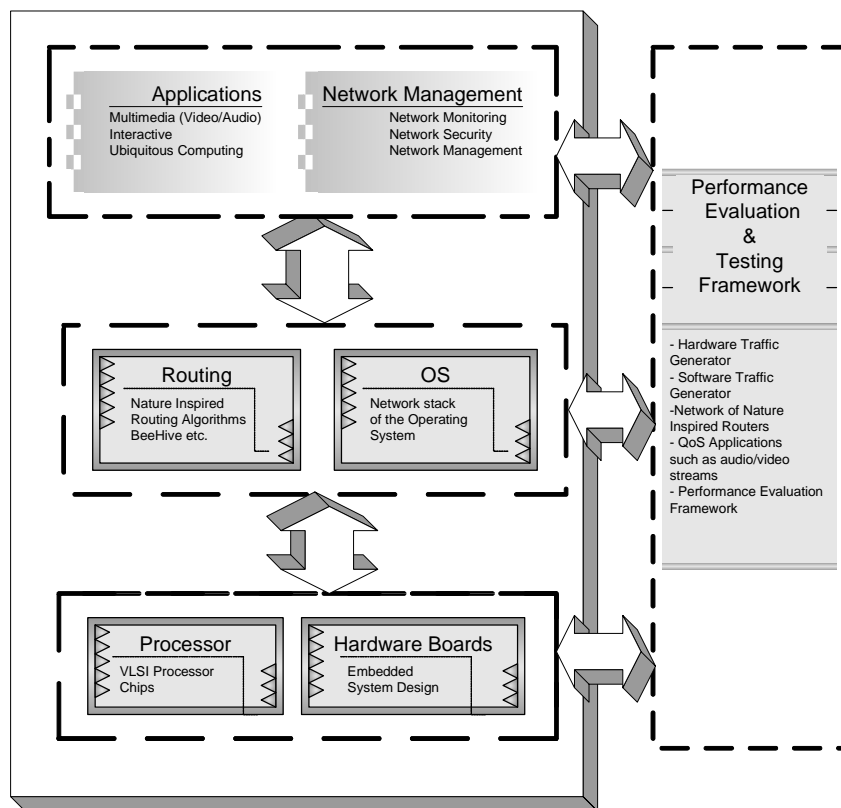 Applications
Multimedia (Video/Audio)
Interactive
Ubiquitous Computing
Network Management
Network Monitoring
Network Security
Network Management
Performance
Evaluation
&
Testing
Framework
- Hardware Traffic
Generator
- Software Traffic
Generator
-Network of Nature
Inspired Routers
- QoS Applications
such as audio/video
streams
- Performance Evaluation
Framework
Routing
Nature Inspired
Routing Algorithms
BeeHive etc.
OS
Network stack
of the Operating
System
Processor
VLSI Processor
Chips
Hardware Boards
Embedded
System Design